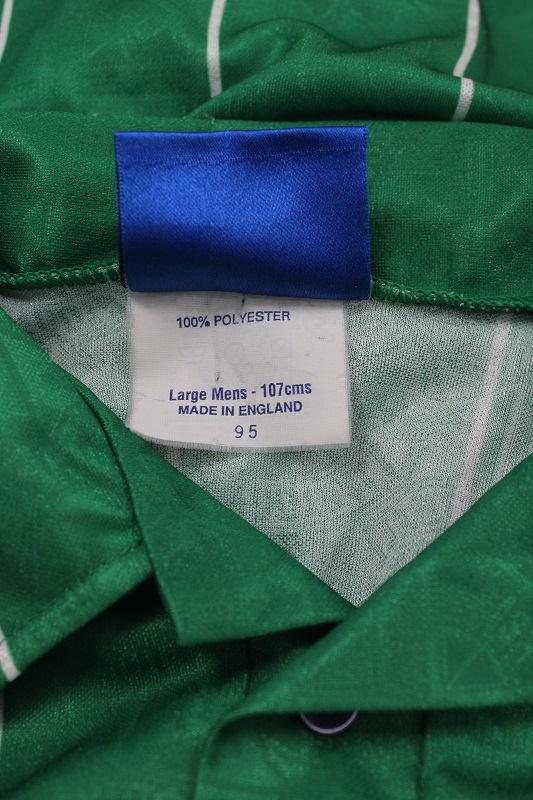 100% POLYESTER
Large Mens - 107cms
MADE IN ENGLAND
95